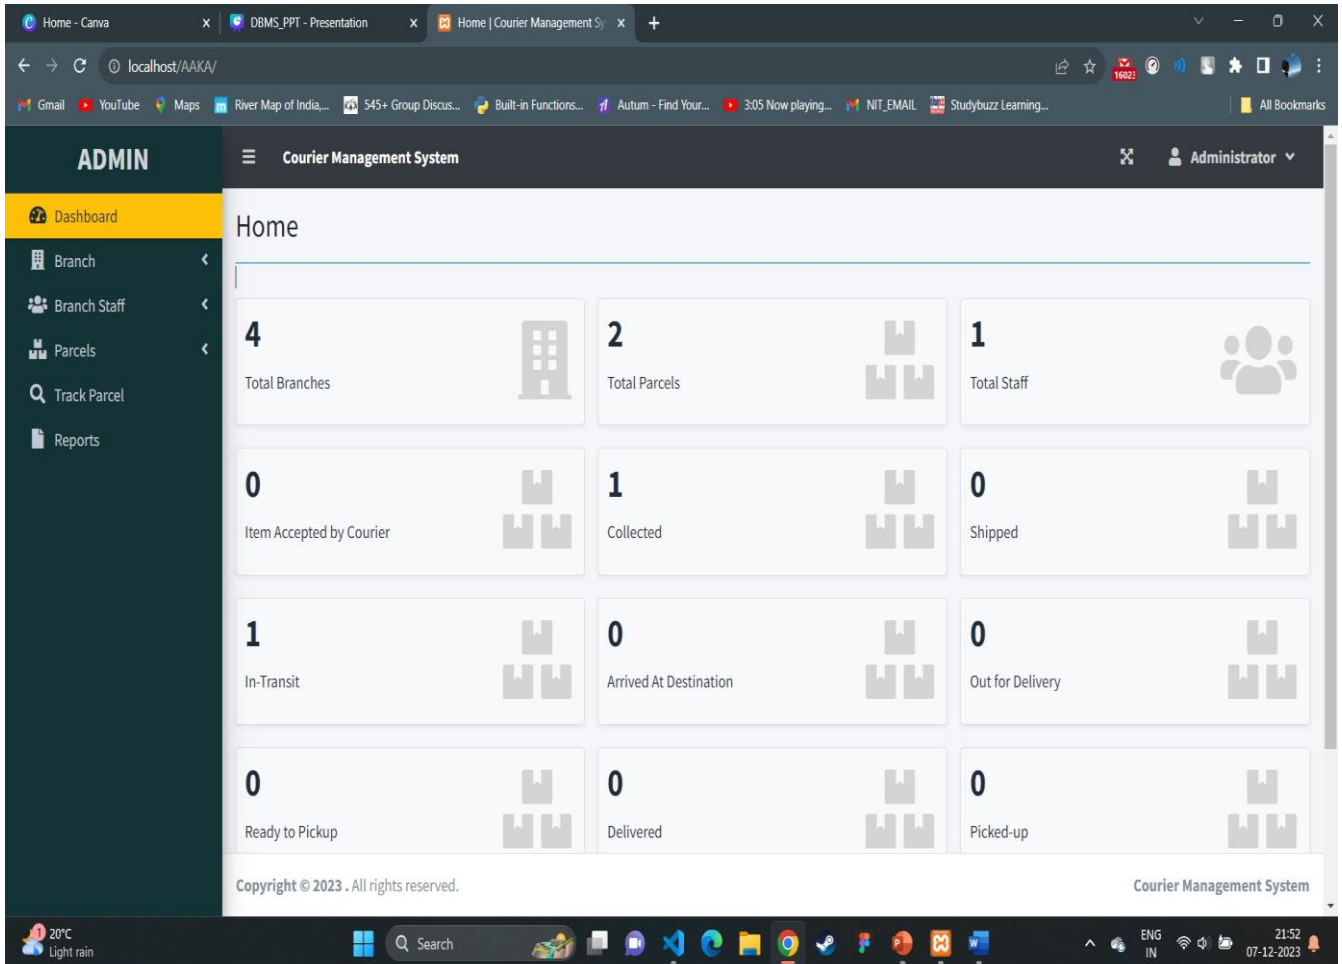 Home - Canva
DBMS_PPT - Presentation
Home | Courier Management Sy
localhost/AAKA/
16023
Gmail YouTube Maps River Map of India,... 545+ Group Discus... Built-in Functions... Autum - Find Your... 3:05 Now playing... NIT_EMAIL Studybuzz Learning... All Bookmarks
ADMIN
Courier Management System
Administrator
Dashboard
Branch
Branch Staff
Parcels
Track Parcel
Reports
Home
4
Total Branches
2
Total Parcels
1
Total Staff
0
Item Accepted by Courier
1
Collected
0
Shipped
1
In-Transit
0
Arrived At Destination
0
Out for Delivery
0
Ready to Pickup
0
Delivered
0
Picked-up
Copyright © 2023 . All rights reserved.
Courier Management System
1
20°C
Light rain
Search
ENG
IN
21:52
07-12-2023